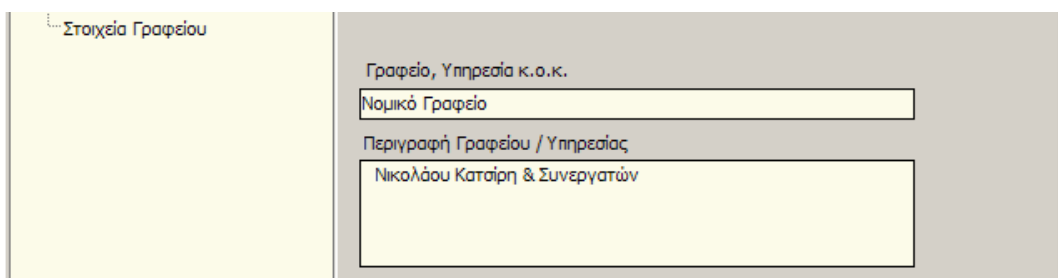 Στοιχεία Γραφείου
Γραφείο, Υπηρεσία κ.ο.κ.
Νομικό Γραφείο
Περιγραφή Γραφείου / Υπηρεσίας
Νικολάου Κατσίρη & Συνεργατών